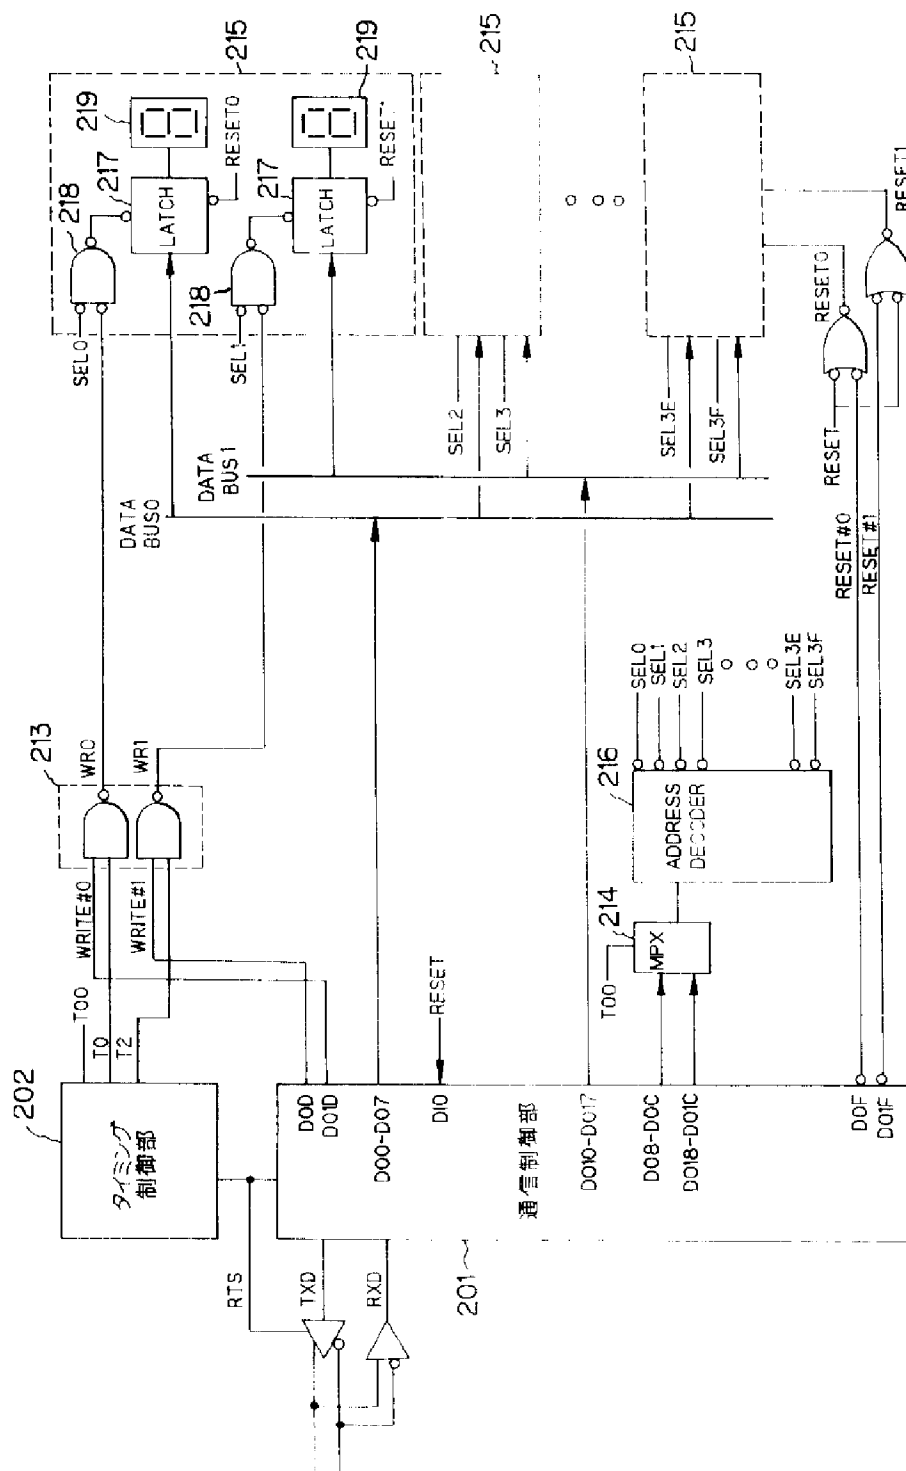 202
タイミング
制御部
T00
T0
T2
RTS
TXD
RXD
201
通信制御部
D0D
D01D
D00-D07
DI0
D010-D017
D08-D0C
D018-D01C
D0F
D01F
RESET
WRITE#0
WRITE#1
213
WR0
WR1
T00
214
MPX
216
ADDRESS
DECODER
SEL0
SEL1
SEL2
SEL3
SEL3E
SEL3F
DATA
BUS0
DATA
BUS1
SEL0
218
217
219
LATCH
RESET0
215
SEL1
218
217
219
LATCH
RESET
SEL2
SEL3
215
SEL3E
SEL3F
215
RESET
RESET#0
RESET#1
RESET0
RESET1